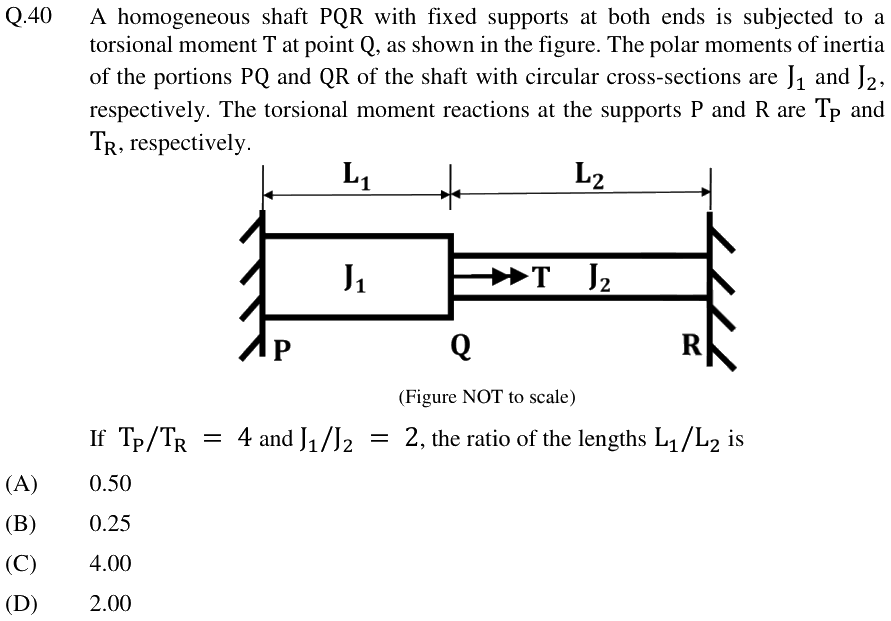 Q.40 A homogeneous shaft PQR with fixed supports at both ends is subjected to a
torsional moment T at point Q, as shown in the figure. The polar moments of inertia
of the portions PQ and QR of the shaft with circular cross-sections are J₁ and J₂,
respectively. The torsional moment reactions at the supports P and R are T_P and
T_R, respectively.
L₁ L₂
J₁ T J₂
P Q R
(Figure NOT to scale)
If T_P/T_R = 4 and J₁/J₂ = 2, the ratio of the lengths L₁/L₂ is
(A) 0.50
(B) 0.25
(C) 4.00
(D) 2.00